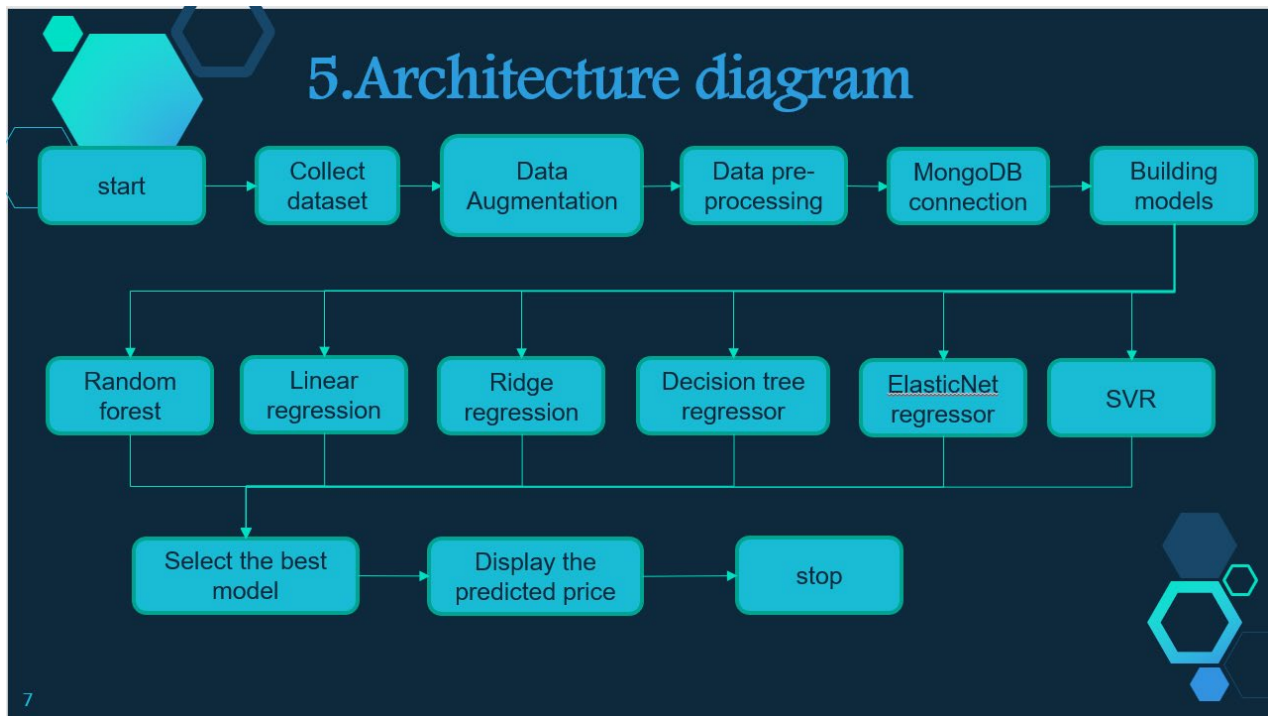 5.Architecture diagram
start
Collect
dataset
Data
Augmentation
Data pre-
processing
MongoDB
connection
Building
models
Random
forest
Linear
regression
Ridge
regression
Decision tree
regressor
ElasticNet
regressor
SVR
Select the best
model
Display the
predicted price
stop
7